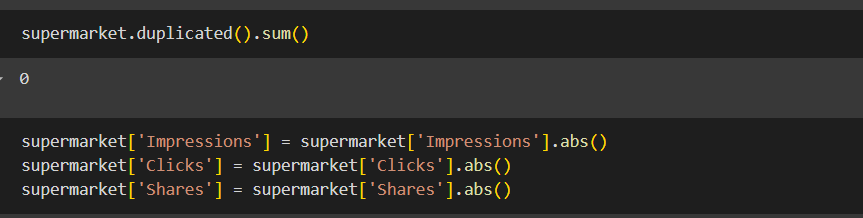 supermarket.duplicated().sum()
0
supermarket['Impressions'] = supermarket['Impressions'].abs()
supermarket['Clicks'] = supermarket['Clicks'].abs()
supermarket['Shares'] = supermarket['Shares'].abs()